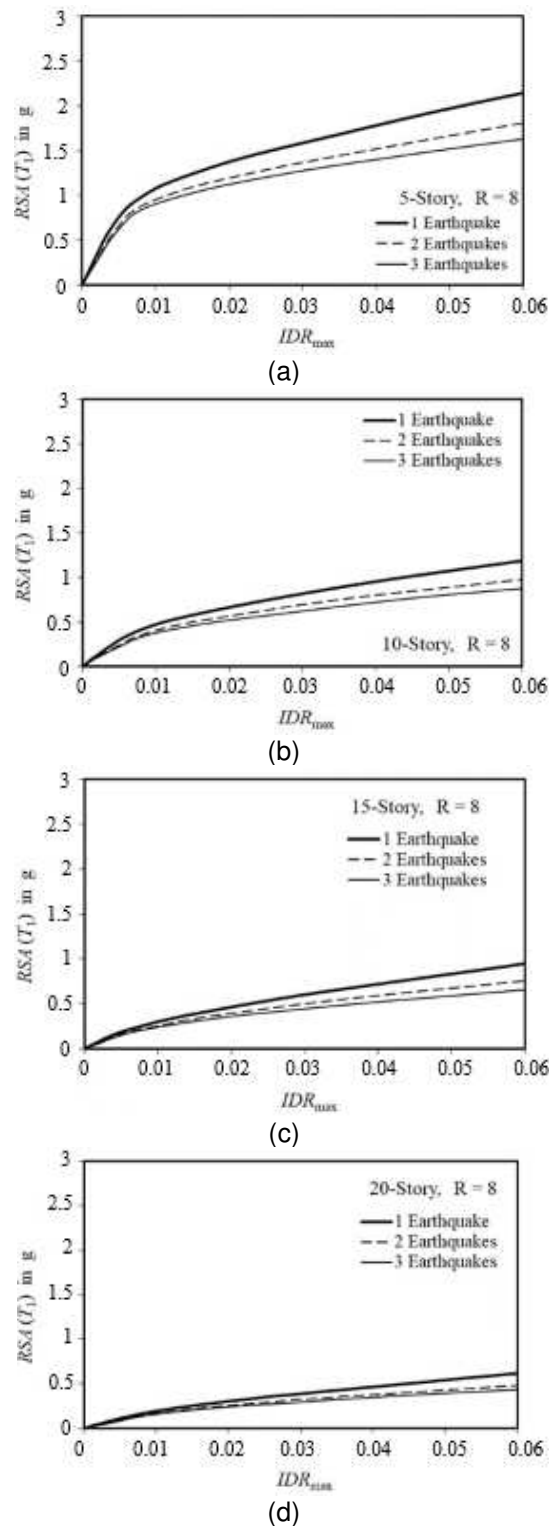 3
2.5
2
1.5
1
0.5
0
RSA (T₁) in g
5-Story, R = 8
1 Earthquake
2 Earthquakes
3 Earthquakes
0 0.01 0.02 0.03 0.04 0.05 0.06
IDRmax
(a)
3
2.5
2
1.5
1
0.5
0
RSA (T₁) in g
1 Earthquake
2 Earthquakes
3 Earthquakes
10-Story, R = 8
0 0.01 0.02 0.03 0.04 0.05 0.06
IDRmax
(b)
3
2.5
2
1.5
1
0.5
0
RSA (T₁) in g
15-Story, R = 8
1 Earthquake
2 Earthquakes
3 Earthquakes
0 0.01 0.02 0.03 0.04 0.05 0.06
IDRmax
(c)
3
2.5
2
1.5
1
0.5
0
RSA (T₁) in g
20-Story, R = 8
1 Earthquake
2 Earthquakes
3 Earthquakes
0 0.01 0.02 0.03 0.04 0.05 0.06
IDRmax
(d)